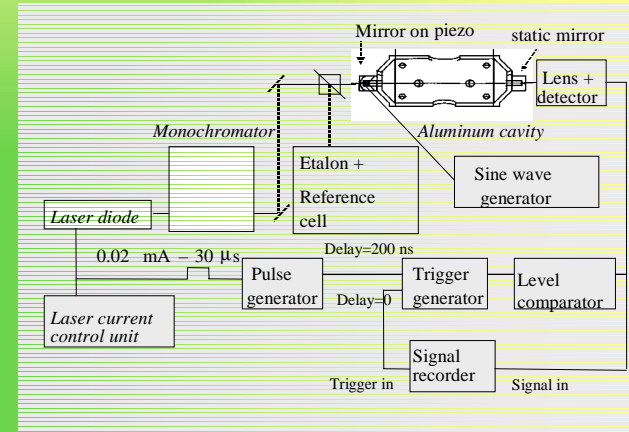 Mirror on piezo
static mirror
Lens +
detector
Monochromator
Aluminum cavity
Etalon +
Reference
cell
Sine wave
generator
Laser diode
0.02 mA – 30 µs
Delay=200 ns
Pulse
generator
Delay=0
Trigger
generator
Level
comparator
Laser current
control unit
Signal
recorder
Trigger in
Signal in